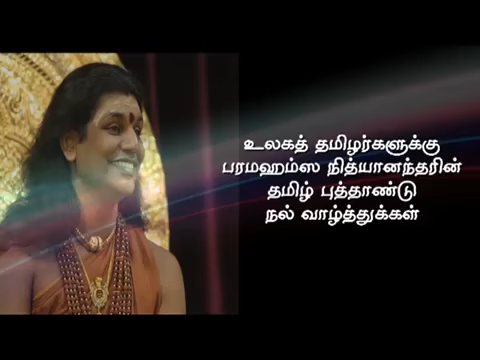 உலகத் தமிழர்களுக்கு
பரமஹம்ஸ நித்யானந்தரின்
தமிழ் புத்தாண்டு
நல் வாழ்த்துக்கள்